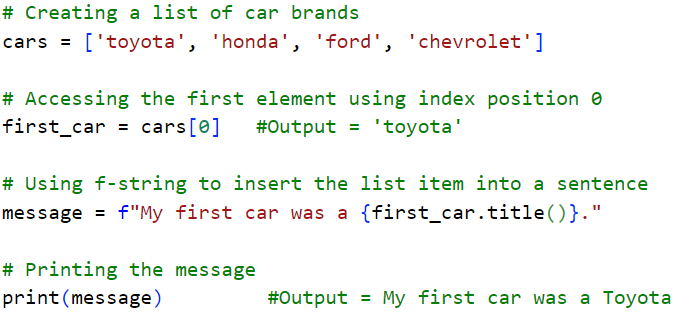 # Creating a list of car brands
cars = ['toyota', 'honda', 'ford', 'chevrolet']
# Accessing the first element using index position 0
first_car = cars[0]   #Output = 'toyota'
# Using f-string to insert the list item into a sentence
message = f"My first car was a {first_car.title()}."
# Printing the message
print(message)         #Output = My first car was a Toyota